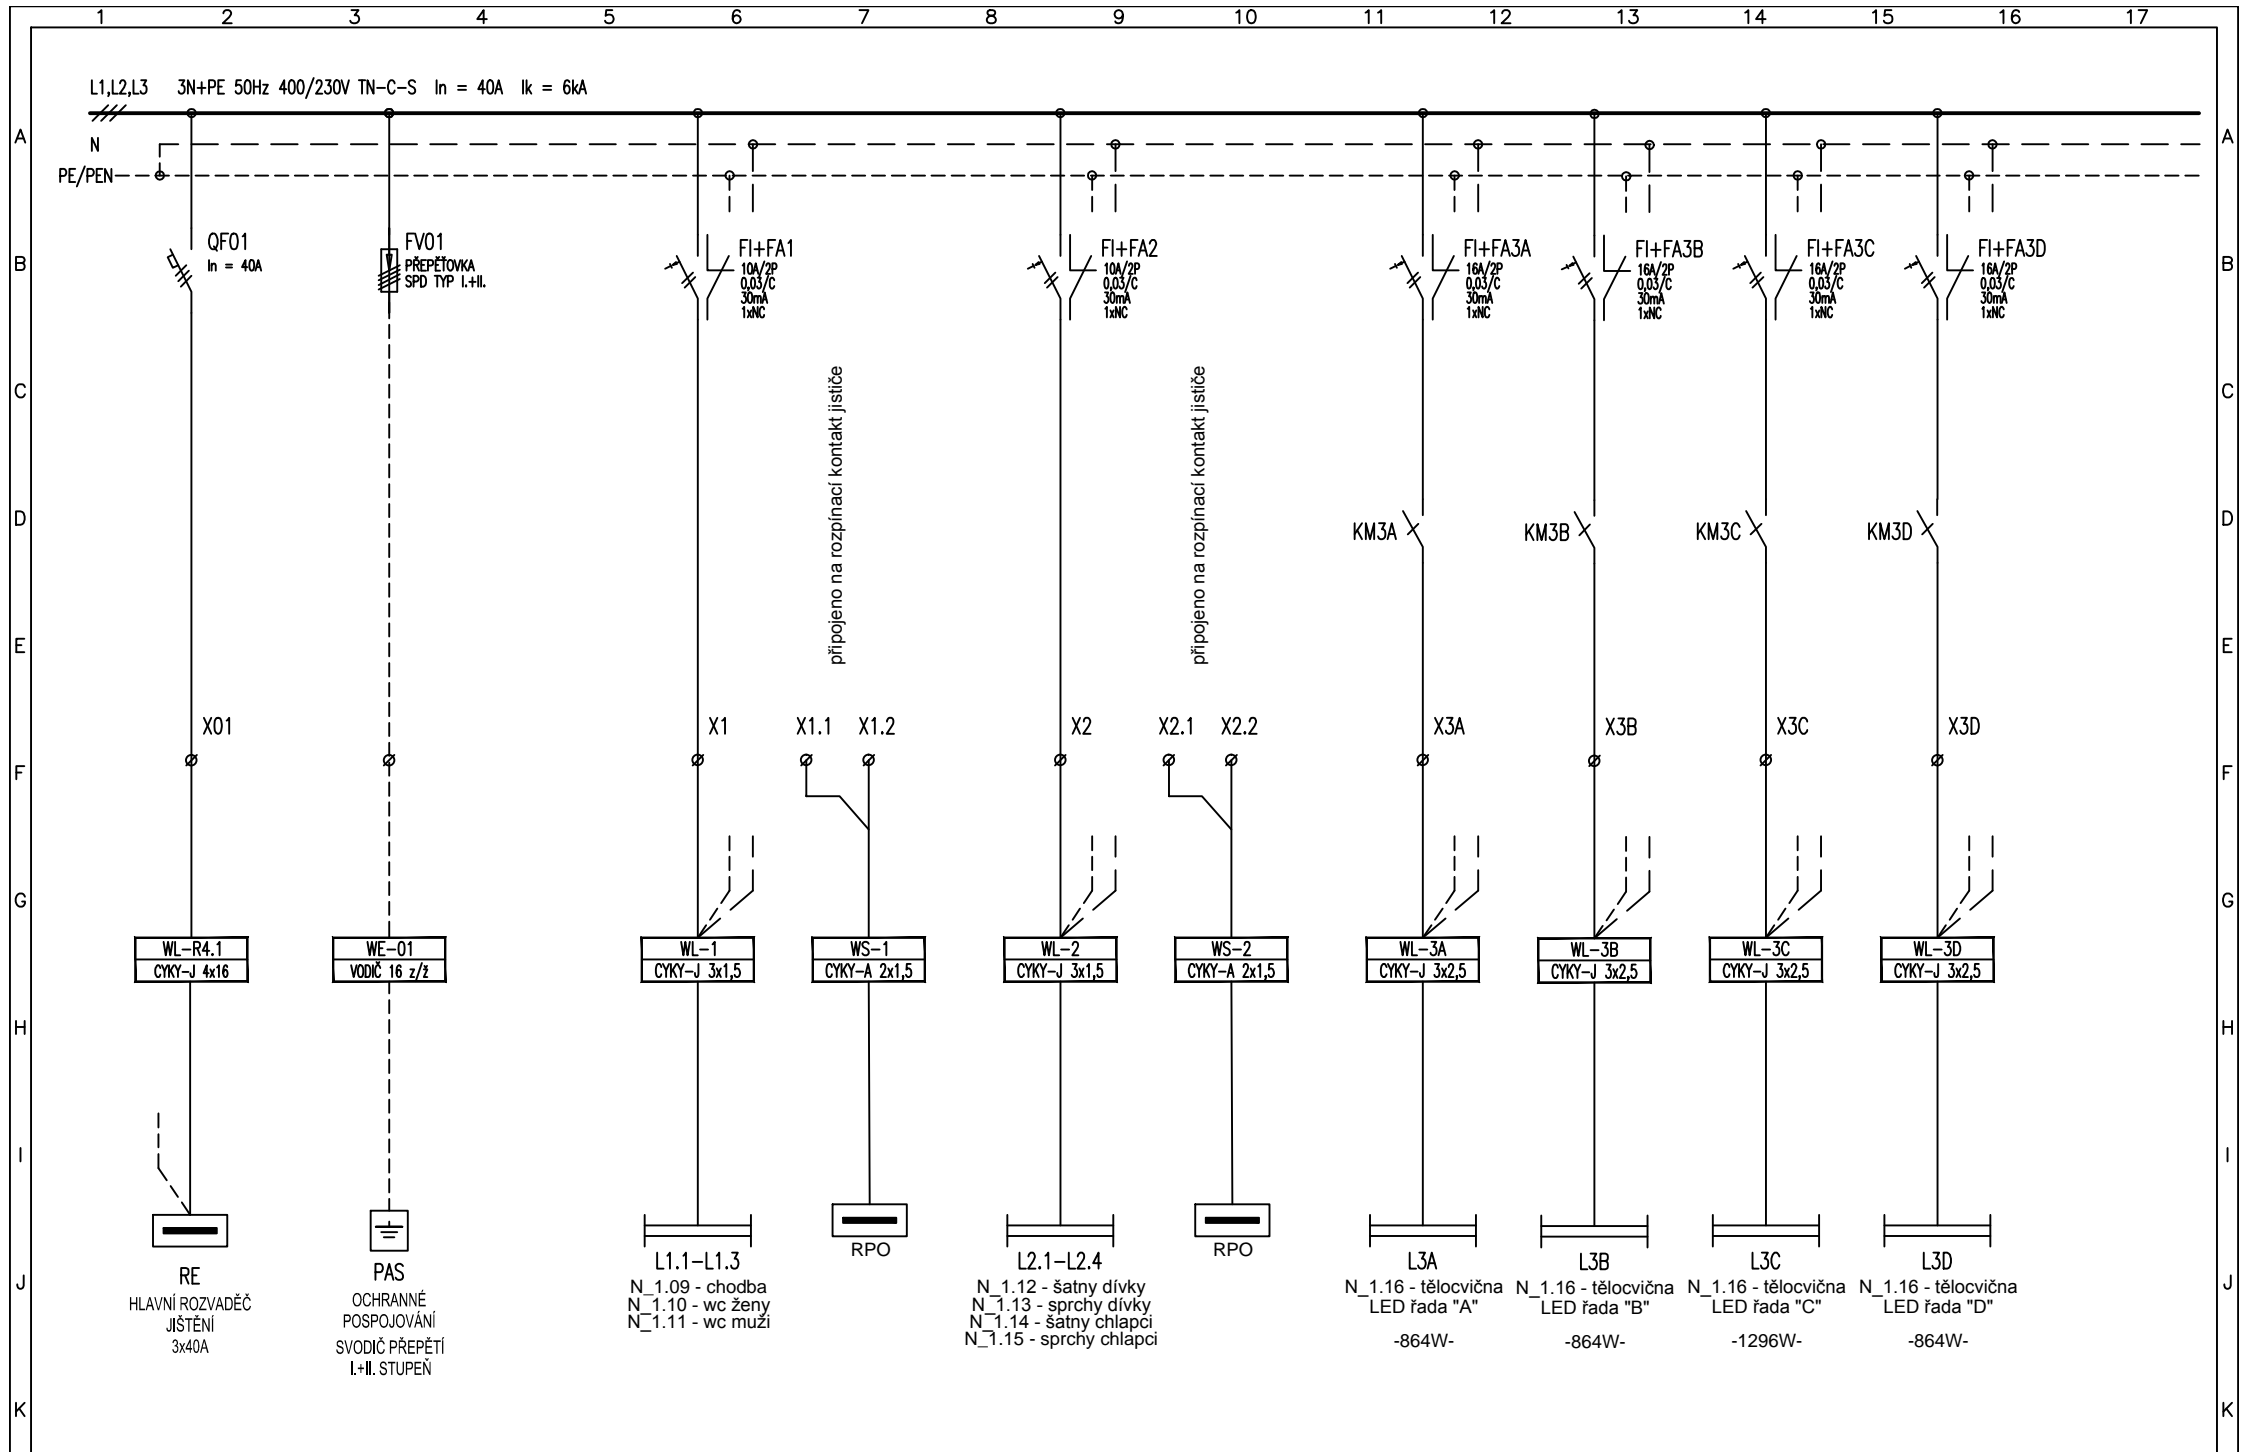 1 2 3 4 5 6 7 8 9 10 11 12 13 14 15 16 17
L1,L2,L3 3N+PE 50Hz 400/230V TN-C-S In = 40A Ik = 6kA
A A
N
PE/PEN
B B
QF01
In = 40A
FV01
PŘEPĚŤOVKA
SPD TYP I.+II.
FI+FA1
10A/2P
0,03/C
30mA
1xNC
FI+FA2
10A/2P
0,03/C
30mA
1xNC
FI+FA3A
16A/2P
0,03/C
30mA
1xNC
FI+FA3B
16A/2P
0,03/C
30mA
1xNC
FI+FA3C
16A/2P
0,03/C
30mA
1xNC
FI+FA3D
16A/2P
0,03/C
30mA
1xNC
C C
připojeno na rozpínací kontakt jističe
připojeno na rozpínací kontakt jističe
D D
KM3A KM3B KM3C KM3D
E E
X01 X1 X1.1 X1.2 X2 X2.1 X2.2 X3A X3B X3C X3D
F F
G G
WL-R4.1
CYKY-J 4x16
WE-01
VODIČ 16 z/ž
WL-1
CYKY-J 3x1,5
WS-1
CYKY-A 2x1,5
WL-2
CYKY-J 3x1,5
WS-2
CYKY-A 2x1,5
WL-3A
CYKY-J 3x2,5
WL-3B
CYKY-J 3x2,5
WL-3C
CYKY-J 3x2,5
WL-3D
CYKY-J 3x2,5
H H
I I
J J
RE
HLAVNÍ ROZVADĚČ
JIŠTĚNÍ
3x40A
PAS
OCHRANNÉ
POSPOJOVÁNÍ
SVODIČ PŘEPĚTÍ
I.+II. STUPEŇ
L1.1-L1.3
N_1.09 - chodba
N_1.10 - wc ženy
N_1.11 - wc muži
RPO
L2.1-L2.4
N_1.12 - šatny dívky
N_1.13 - sprchy dívky
N_1.14 - šatny chlapci
N_1.15 - sprchy chlapci
RPO
L3A
N_1.16 - tělocvična
LED řada "A"
-864W-
L3B
N_1.16 - tělocvična
LED řada "B"
-864W-
L3C
N_1.16 - tělocvična
LED řada "C"
-1296W-
L3D
N_1.16 - tělocvična
LED řada "D"
-864W-
K K